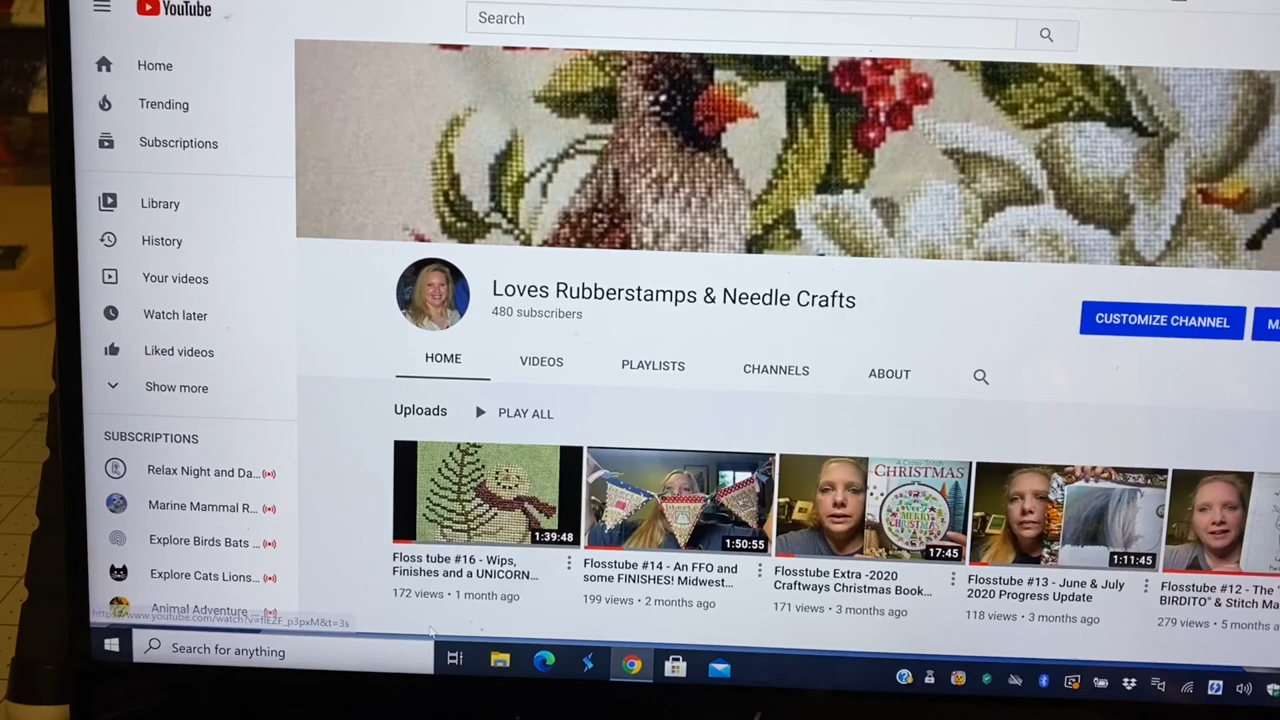 YouTube
Search
Home
Trending
Subscriptions
Library
History
Your videos
Watch later
Liked videos
Show more
SUBSCRIPTIONS
Relax Night and Da...
Marine Mammal R...
Explore Birds Bats ...
Explore Cats Lions...
Animal Adventure ...
Loves Rubberstamps & Needle Crafts
480 subscribers
CUSTOMIZE CHANNEL
HOME
VIDEOS
PLAYLISTS
CHANNELS
ABOUT
Uploads
PLAY ALL
1:39:48
Floss tube #16 - Wips,
Finishes and a UNICORN...
172 views • 1 month ago
1:50:55
Flosstube #14 - An FFO and
some FINISHES! Midwest...
199 views • 2 months ago
A Cross Stitch
CHRISTMAS
MERRY
CHRISTMAS
17:45
Flosstube Extra -2020
Craftways Christmas Book...
171 views • 3 months ago
1:11:45
Flosstube #13 - June & July
2020 Progress Update
118 views • 3 months ago
Flosstube #12 - The
BIRDITO" & Stitch Ma
279 views • 5 months a
Search for anything